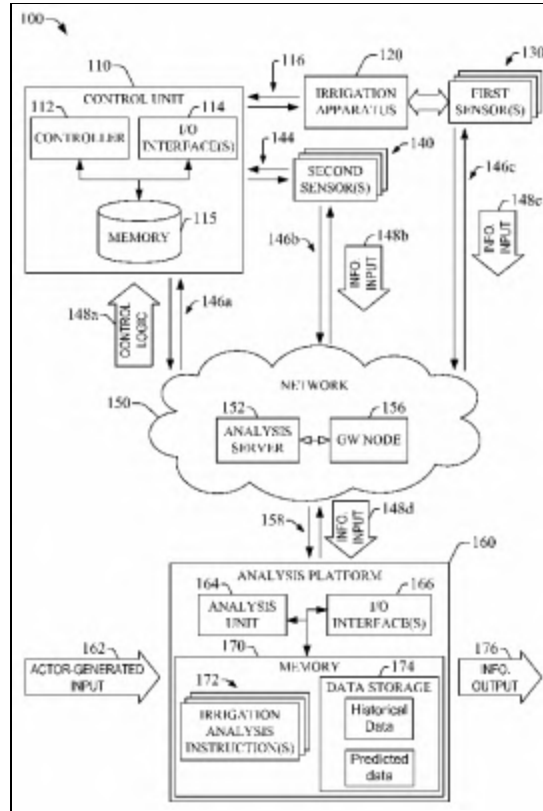 100
110
CONTROL UNIT
112
114
CONTROLLER
I/O
INTERFACE(S)
115
MEMORY
116
120
IRRIGATION
APPARATUS
130
FIRST
SENSOR(S)
144
140
SECOND
SENSOR(S)
146c
148c
INFO.
INPUT
146b
148b
INFO.
INPUT
148a
CONTROL
LOGIC
146a
NETWORK
150
152
156
ANALYSIS
SERVER
GW NODE
158
148d
INFO.
INPUT
160
ANALYSIS PLATFORM
164
166
ANALYSIS
UNIT
I/O
INTERFACE(S)
162
ACTOR-GENERATED
INPUT
170
MEMORY
172
IRRIGATION
ANALYSIS
INSTRUCTION(S)
174
DATA STORAGE
Historical
Data
Predicted
data
176
INFO.
OUTPUT